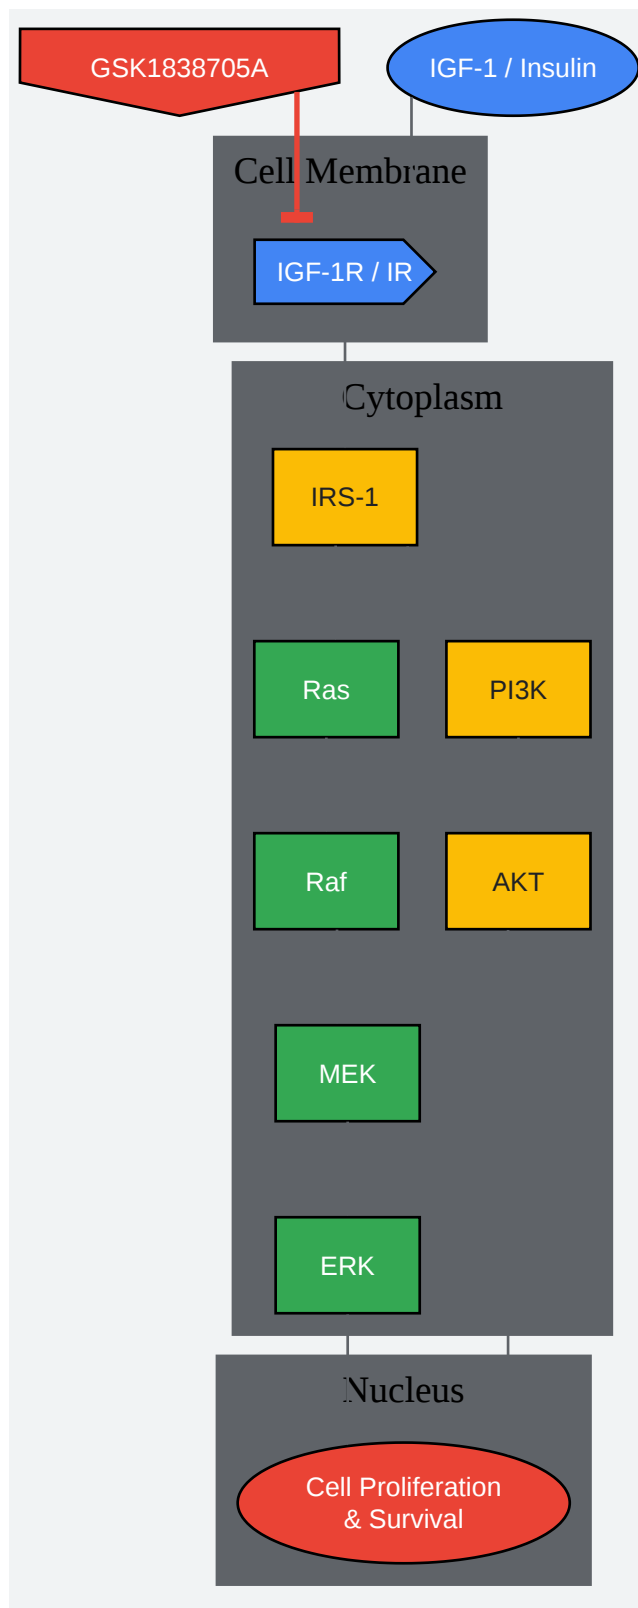 GSK1838705A
IGF-1 / Insulin
Cell Membrane
IGF-1R / IR
Cytoplasm
IRS-1
Ras
PI3K
Raf
AKT
MEK
ERK
Nucleus
Cell Proliferation
& Survival